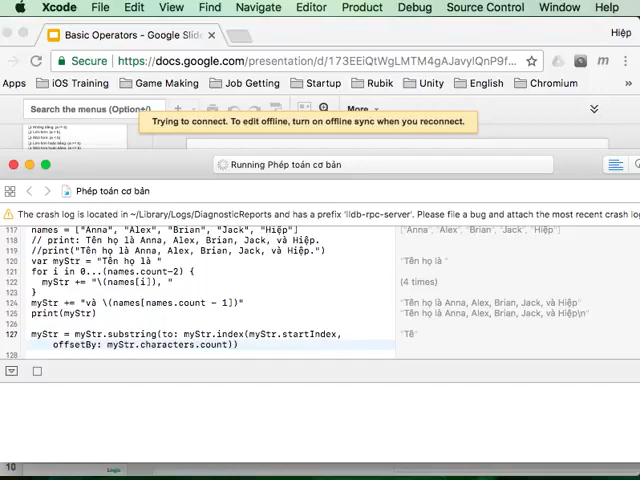 Xcode File Edit View Find Navigate Editor Product Debug Source Control Window Help
Basic Operators - Google Slide
Hiệp
Secure https://docs.google.com/presentation/d/173EEiQtWgLMTM4gAJavylQnP9f...
Apps iOS Training Game Making Job Getting Startup Rubik Unity English Chromium
Search the menus (Option+/)
More
Trying to connect. To edit offline, turn on offline sync when you reconnect.
Running Phép toán cơ bản
Phép toán cơ bản
The crash log is located in ~/Library/Logs/DiagnosticReports and has a prefix 'lldb-rpc-server'. Please file a bug and attach the most recent crash log
117 names = ["Anna", "Alex", "Brian", "Jack", "Hiệp"] ["Anna", "Alex", "Brian", "Jack", "Hiệp"]
118 // print: Tên họ là Anna, Alex, Brian, Jack, và Hiệp.
119 //print("Tên họ là Anna, Alex, Brian, Jack, và Hiệp.")
120 var myStr = "Tên họ là " "Tên họ là "
121 for i in 0...(names.count-2) {
122 myStr += "\(names[i]), " (4 times)
123 }
124 myStr += "và \(names[names.count - 1])" "Tên họ là Anna, Alex, Brian, Jack, và Hiệp"
125 print(myStr) "Tên họ là Anna, Alex, Brian, Jack, và Hiệp\n"
126
127 myStr = myStr.substring(to: myStr.index(myStr.startIndex, "Tê"
offsetBy: myStr.characters.count))
128
10
Logic